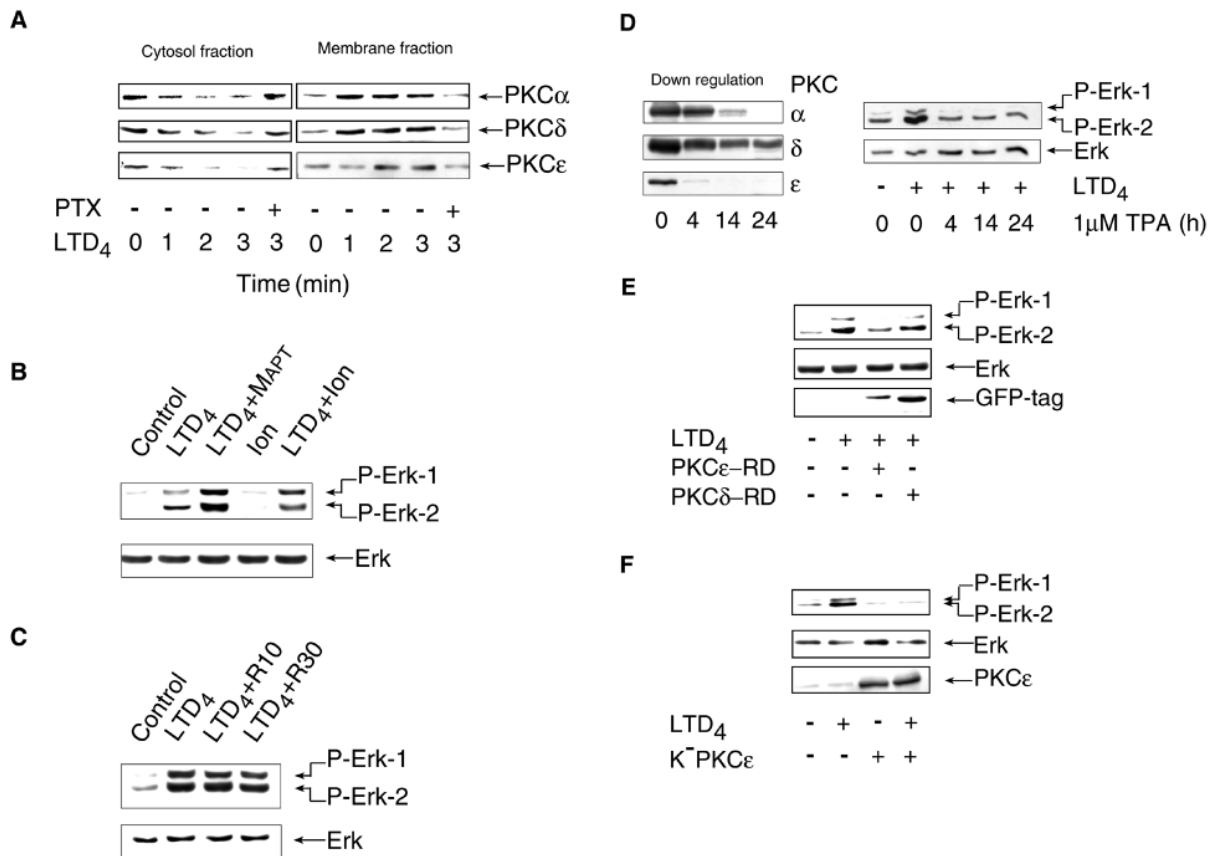 A
Cytosol fraction
Membrane fraction
PKCα
PKCδ
PKCε
PTX - - - - + - - - - +
LTD4 0 1 2 3 3 0 1 2 3 3
Time (min)
B
Control
LTD4
LTD4+MAPT
Ion
LTD4+Ion
P-Erk-1
P-Erk-2
Erk
C
Control
LTD4
LTD4+R10
LTD4+R30
P-Erk-1
P-Erk-2
Erk
D
Down regulation PKC
α
δ
ε
0 4 14 24
P-Erk-1
P-Erk-2
Erk
- + + + + LTD4
0 0 4 14 24 1μM TPA (h)
E
P-Erk-1
P-Erk-2
Erk
GFP-tag
LTD4 - + + +
PKCε–RD - - + -
PKCδ–RD - - - +
F
P-Erk-1
P-Erk-2
Erk
PKCε
LTD4 - + - +
K-PKCε - - + +